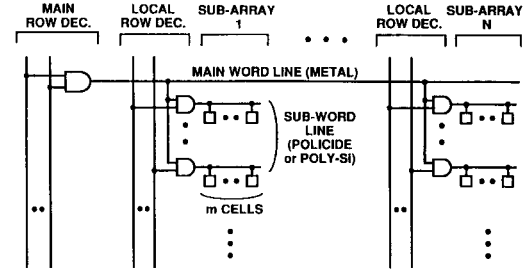 MAIN ROW DEC.
LOCAL ROW DEC.
SUB-ARRAY 1
LOCAL ROW DEC.
SUB-ARRAY N
MAIN WORD LINE (METAL)
SUB-WORD
LINE
(POLICIDE
or POLY-Si)
m CELLS